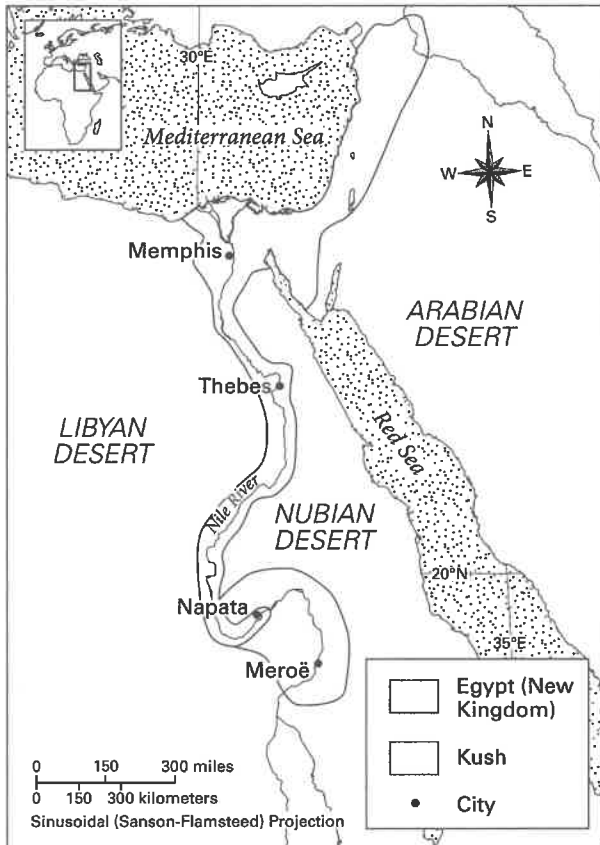 30°E
Mediterranean Sea
N
W
E
S
Memphis
ARABIAN
DESERT
Thebes
Red Sea
LIBYAN
DESERT
Nile River
NUBIAN
DESERT
20°N
Napata
35°E
Meroë
Egypt (New
Kingdom)
Kush
City
0 150 300 miles
0 150 300 kilometers
Sinusoidal (Sanson-Flamsteed) Projection